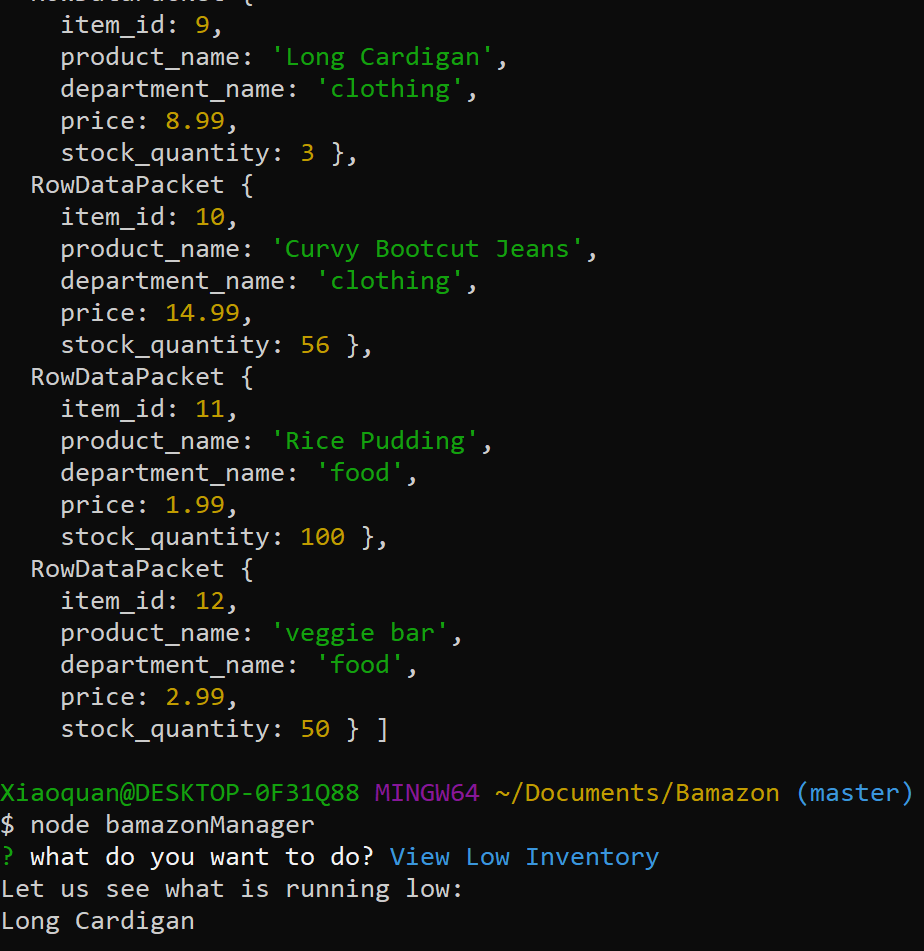 RowDataPacket {
item_id: 9,
product_name: 'Long Cardigan',
department_name: 'clothing',
price: 8.99,
stock_quantity: 3 },
RowDataPacket {
item_id: 10,
product_name: 'Curvy Bootcut Jeans',
department_name: 'clothing',
price: 14.99,
stock_quantity: 56 },
RowDataPacket {
item_id: 11,
product_name: 'Rice Pudding',
department_name: 'food',
price: 1.99,
stock_quantity: 100 },
RowDataPacket {
item_id: 12,
product_name: 'veggie bar',
department_name: 'food',
price: 2.99,
stock_quantity: 50 } ]
Xiaoquan@DESKTOP-0F31Q88 MINGW64 ~/Documents/Bamazon (master)
$ node bamazonManager
? what do you want to do? View Low Inventory
Let us see what is running low:
Long Cardigan